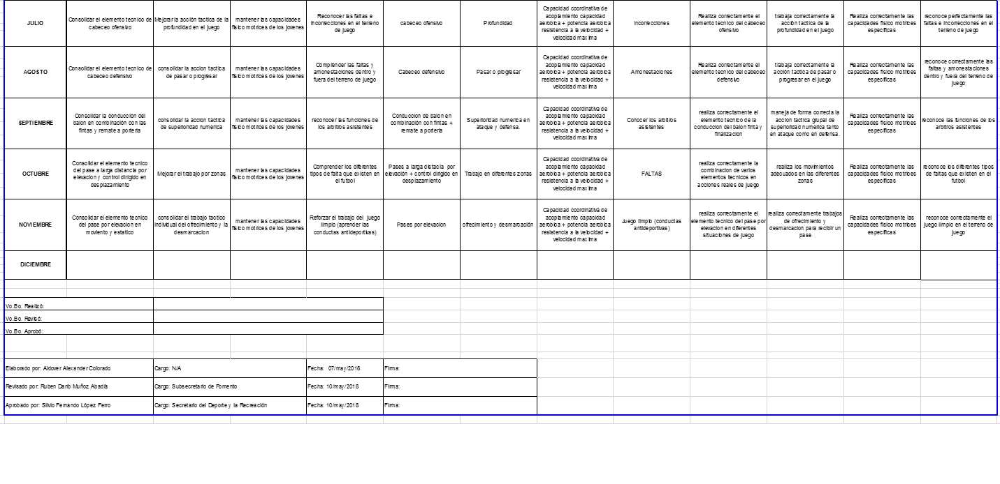 JULIO
Consolidar el elemento tecnico de
cabeceo ofensivo
Mejorar la acción tactica de la
profundidad en el juego
mantener las capacidades
fisico motrices de los jovenes
Reconocer las faltas e
incorrecciones en el terreno
de juego
cabeceo ofensivo
Profundidad
Capacidad coordinativa de
acoplamiento capacidad
aerobica + potencia aerobica
resistencia a la velocidad +
velocidad maxima
Incorrecciones
Realiza correctamente el
elemento tecnico del cabeceo
ofensivo
trabaja correctamente la
acción tactica de la
profundidad en el juego
Realiza correctamente las
capacidades fisico motrices
especificas
reconoce perfectamente las
faltas e incorrecciones en el
terreno de juego
AGOSTO
Consolidar el elemento tecnico de
cabeceo defensivo
consolidar la accion tactica
de pasar o progresar
mantener las capacidades
fisico motrices de los jovenes
Comprender las faltas y
amonestaciones dentro y
fuera del terreno de juego
Cabeceo defensivo
Pasar o progresar
Capacidad coordinativa de
acoplamiento capacidad
aerobica + potencia aerobica
resistencia a la velocidad +
velocidad maxima
Amonestaciones
Realiza correctamente el
elemento tecnico del cabeceo
defensivo
trabaja correctamente la
acción tactica de pasar o
progresar en el juego
Realiza correctamente las
capacidades fisico motrices
especificas
reconoce correctamente las
faltas y amonestaciones
dentro y fuera del terreno de
juego
SEPTIEMBRE
Consolidar la conduccion del
balon en combinación con las
fintas y remate a porteria
consolidar la accion tactica
de superioridad numerica
mantener las capacidades
fisico motrices de los jovenes
reconocer las funciones de
los arbitros asistentes
Conduccion de balon en
combinación con fintas +
remate a porteria
Superioridad numerica en
ataque y defensa.
Capacidad coordinativa de
acoplamiento capacidad
aerobica + potencia aerobica
resistencia a la velocidad +
velocidad maxima
Conocer los arbitros
asistentes
realiza correctamente el
elemento tecnico de la
conduccion del balon finta y
finalizacion
maneja de forma correcta la
accion tactica grupal de
superioridad numerica tanto
en ataque como en defensa.
Realiza correctamente las
capacidades fisico motrices
especificas
reconoce las funciones de los
arbitros asistentes
OCTUBRE
Consolidar el elemento tecnico
del pase a larga distancia por
elevacion y control dirigido en
desplazamiento
Mejorar el trabajo por zonas
mantener las capacidades
fisico motrices de los jovenes
Comprender los diferentes
tipos de falta que existen en
el futbol
Pases a larga distacia por
elevación + control dirigido en
desplazamiento
Trabajo en diferentes zonas
Capacidad coordinativa de
acoplamiento capacidad
aerobica + potencia aerobica
resistencia a la velocidad +
velocidad maxima
FALTAS
realiza correctamente la
combinacion de varios
elementos tecnicos en
acciones reales de juego
realiza los movimientos
adecuados en las diferentes
zonas
Realiza correctamente las
capacidades fisico motrices
especificas
reconoce los diferentes tipos
de faltas que existen en el
futbol
NOVIEMBRE
Consolidar el elemento tecnico
del pase por elevacion en
moviento y estatico
consolidar el trabajo tactico
individual del ofrecimiento y la
desmarcacion
mantener las capacidades
fisico motrices de los jovenes
Reforzar el trabajo del juego
limpio (aprender las
conductas antideportivas)
Pases por elevacion
ofrecimiento y desmarcación
Capacidad coordinativa de
acoplamiento capacidad
aerobica + potencia aerobica
resistencia a la velocidad +
velocidad maxima
Juego limpio (conductas
antideportivas)
realiza correctamente el
elemento tecnico del pase por
elevacion en diferentes
situaciones de juego
realiza correctamente trabajos
de ofrecimiento y
desmarcacion para recibir un
pase
Realiza correctamente las
capacidades fisico motrices
especificas
reconoce correctamente el
juego limpio en el terreno de
juego
DICIEMBRE
Vo.Bo. Realizó:
Vo.Bo. Revisó:
Vo.Bo. Aprobó:
Elaborado por: Aldover Alexander Colorado
Cargo: N/A
Fecha: 07/may/2018
Firma:
Revisado por: Ruben Darío Muñoz Abadía
Cargo: Subsecretario de Fomento
Fecha: 10/may/2018
Firma:
Aprobado por: Silvio Fernando López Ferro
Cargo: Secretario del Deporte y la Recreación
Fecha: 10/may/2018
Firma: